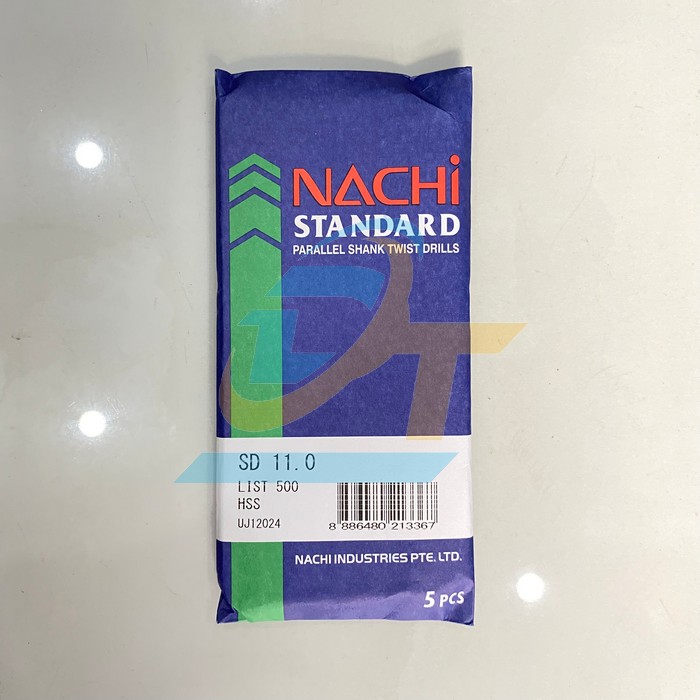 NACHi
STANDARD
PARALLEL SHANK TWIST DRILLS
SD 11.0
LIST 500
HSS
UJI2024
8 886480 213367
NACHI INDUSTRIES PTE. LTD.
5 PCS